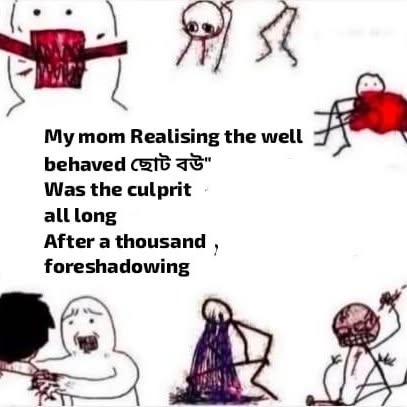 My mom Realising the well
behaved ছোট বউ"
Was the culprit
all long
After a thousand ,
foreshadowing